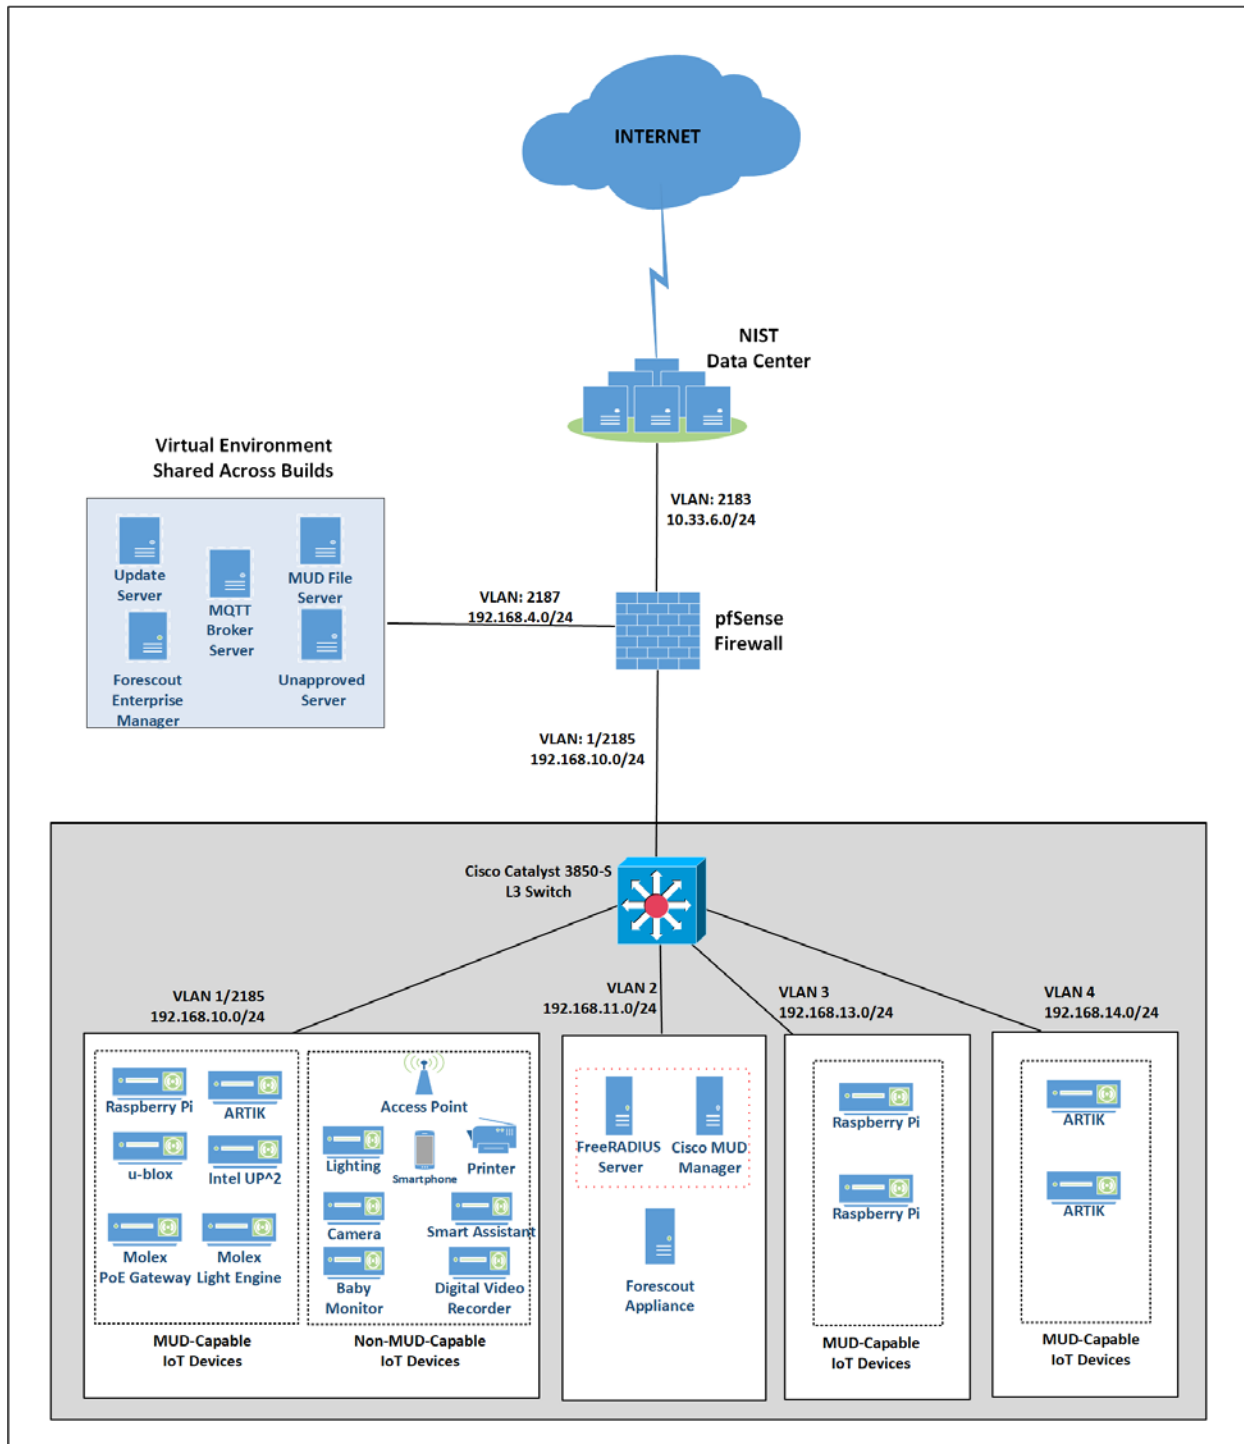 INTERNET
NIST
Data Center
Virtual Environment
Shared Across Builds
VLAN: 2183
10.33.6.0/24
Update
Server
MQTT
Broker
Server
MUD File
Server
Forescout
Enterprise
Manager
Unapproved
Server
VLAN: 2187
192.168.4.0/24
pfSense
Firewall
VLAN: 1/2185
192.168.10.0/24
Cisco Catalyst 3850-S
L3 Switch
VLAN 1/2185
192.168.10.0/24
VLAN 2
192.168.11.0/24
VLAN 3
192.168.13.0/24
VLAN 4
192.168.14.0/24
Raspberry Pi
ARTIK
u-blox
Intel UP^2
Molex
PoE Gateway
Molex
Light Engine
MUD-Capable
IoT Devices
Access Point
Lighting
Smartphone
Printer
Camera
Smart Assistant
Baby
Monitor
Digital Video
Recorder
Non-MUD-Capable
IoT Devices
FreeRADIUS
Server
Cisco MUD
Manager
Forescout
Appliance
Raspberry Pi
Raspberry Pi
MUD-Capable
IoT Devices
ARTIK
ARTIK
MUD-Capable
IoT Devices